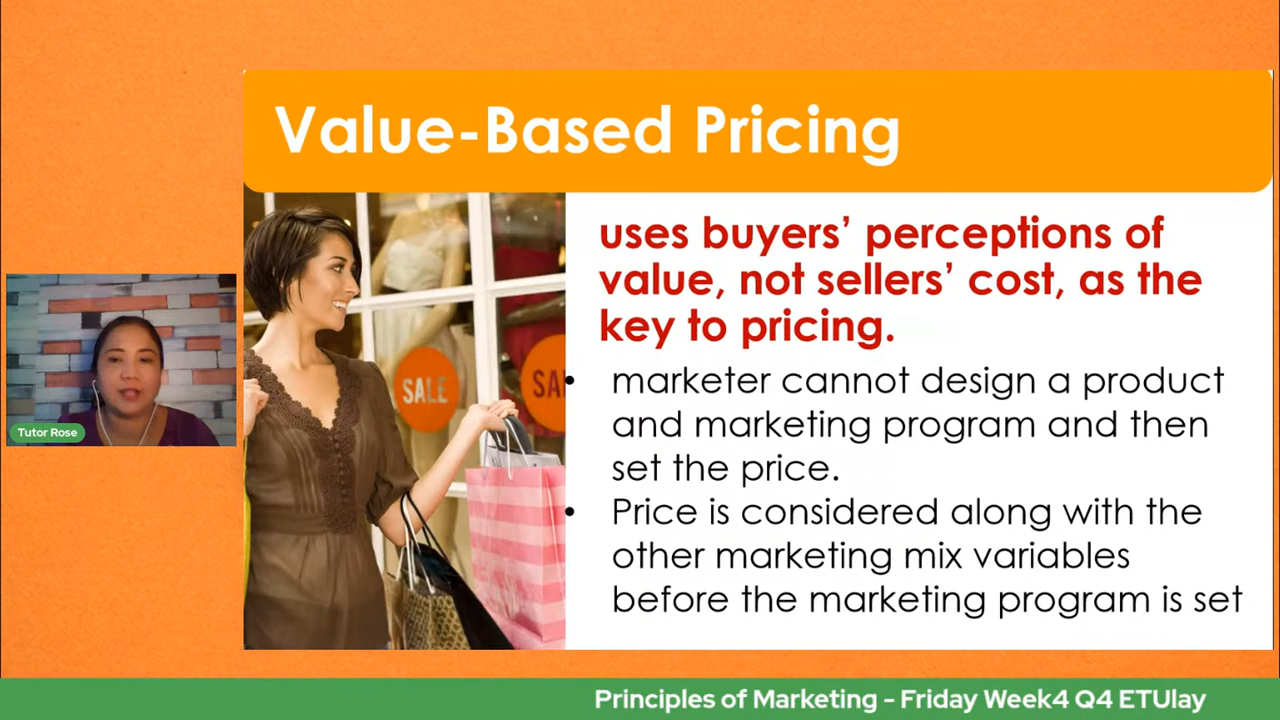 Value-Based Pricing
uses buyers’ perceptions of
value, not sellers’ cost, as the
key to pricing.
• marketer cannot design a product
and marketing program and then
set the price.
• Price is considered along with the
other marketing mix variables
before the marketing program is set
SALE
SA
Tutor Rose
Principles of Marketing - Friday Week4 Q4 ETUlay